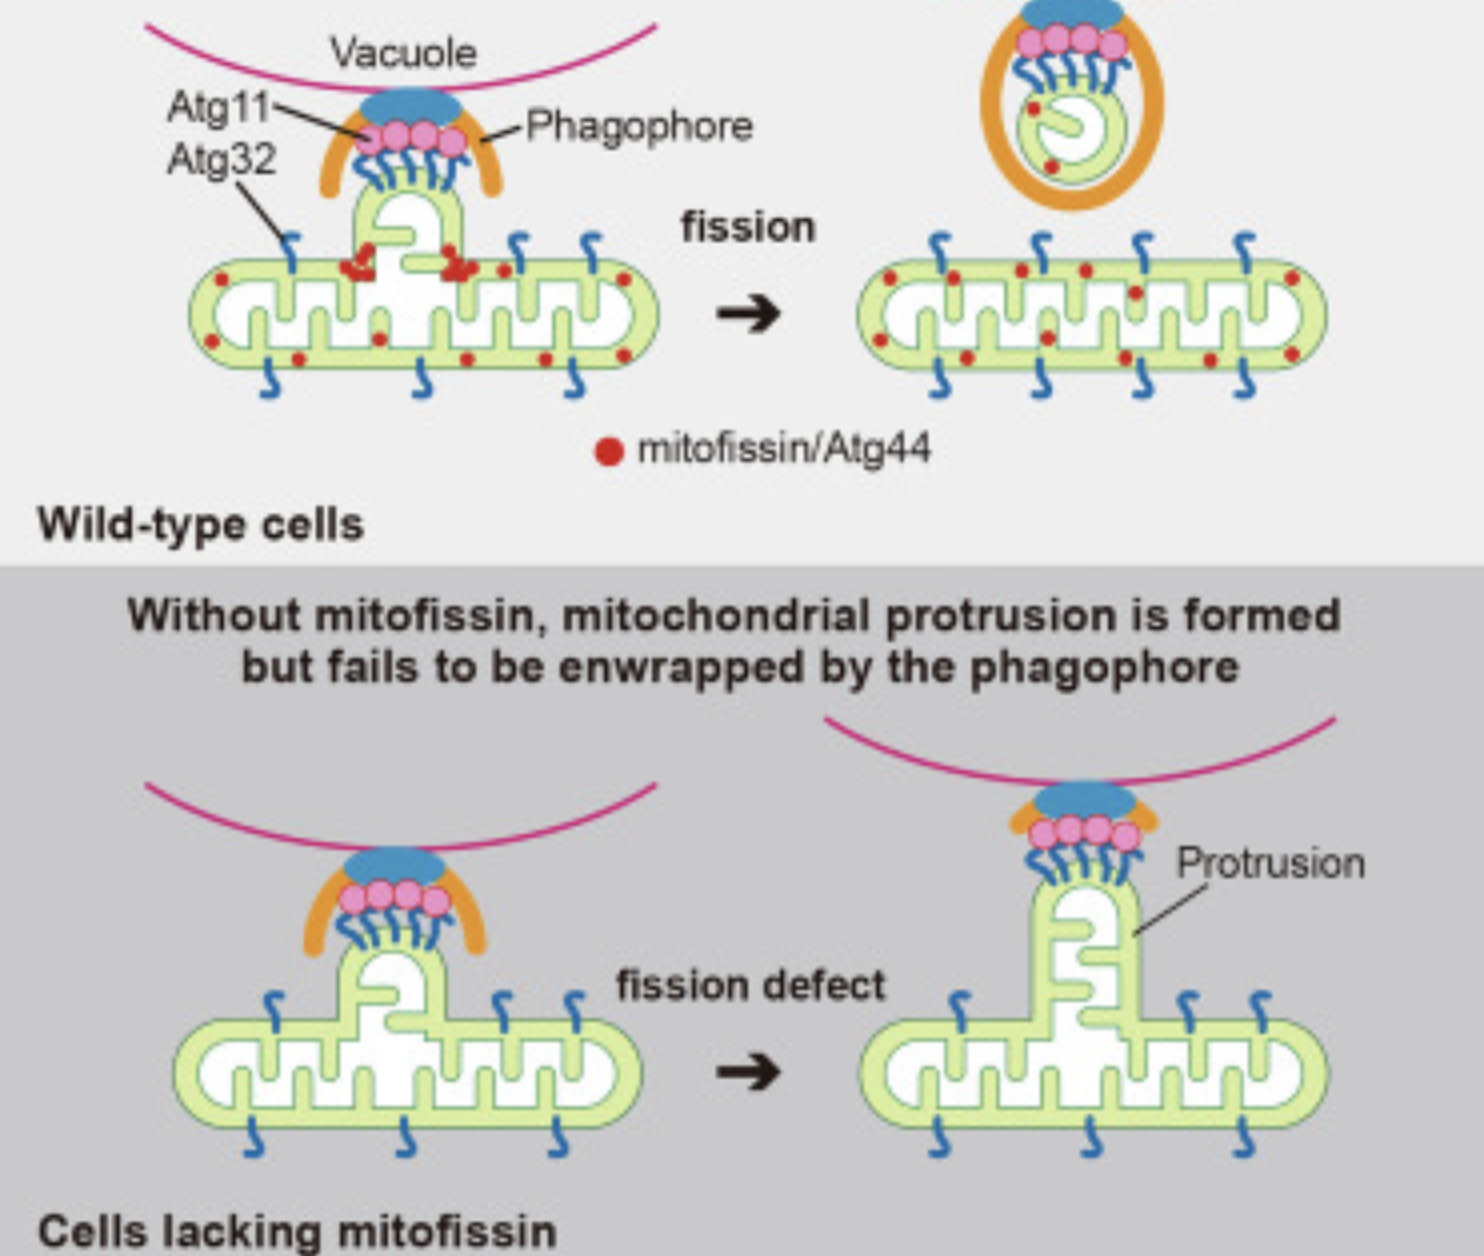 Vacuole
Atg11
Phagophore
Atg32
fission
mitofissin/Atg44
Wild-type cells
Without mitofissin, mitochondrial protrusion is formed
but fails to be enwrapped by the phagophore
Protrusion
fission defect
Cells lacking mitofissin